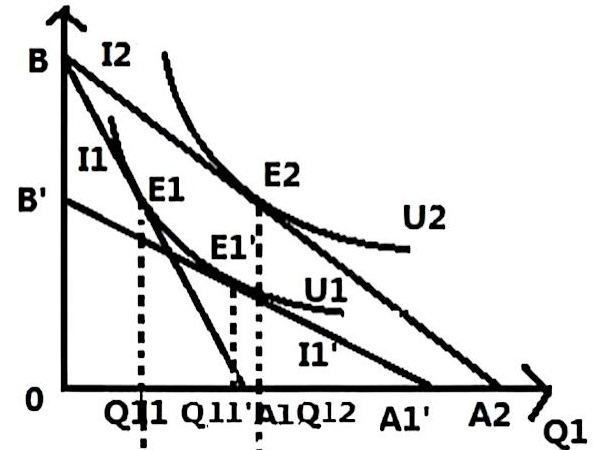 B
I2
I1
E1
E2
B'
U2
E1'
U1
I1'
0
Q11 Q11' A1 Q12 A1' A2 Q1